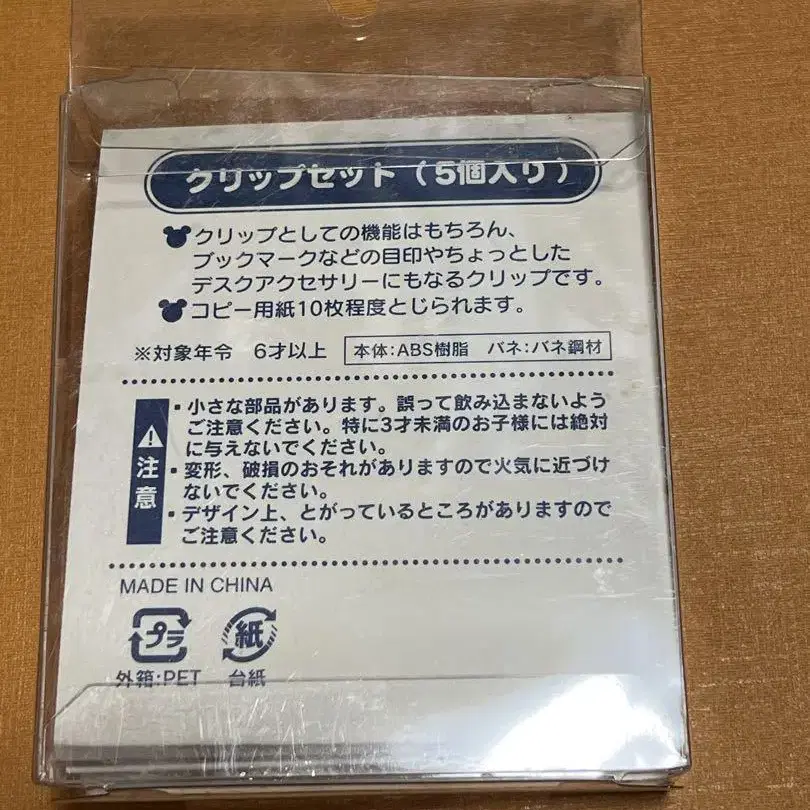 クリップセット（5個入り）
クリップとしての機能はもちろん、
ブックマークなどの目印やちょっとした
デスクアクセサリーにもなるクリップです。
コピー用紙10枚程度とじられます。
※対象年令 6才以上 本体:ABS樹脂 バネ:バネ鋼材
注意
・小さな部品があります。誤って飲み込まないよう
ご注意ください。特に3才未満のお子様には絶対
に与えないでください。
・変形、破損のおそれがありますので火気に近づけ
ないでください。
・デザイン上、とがっているところがありますので
ご注意ください。
MADE IN CHINA
プラ 紙
外箱:PET 台紙